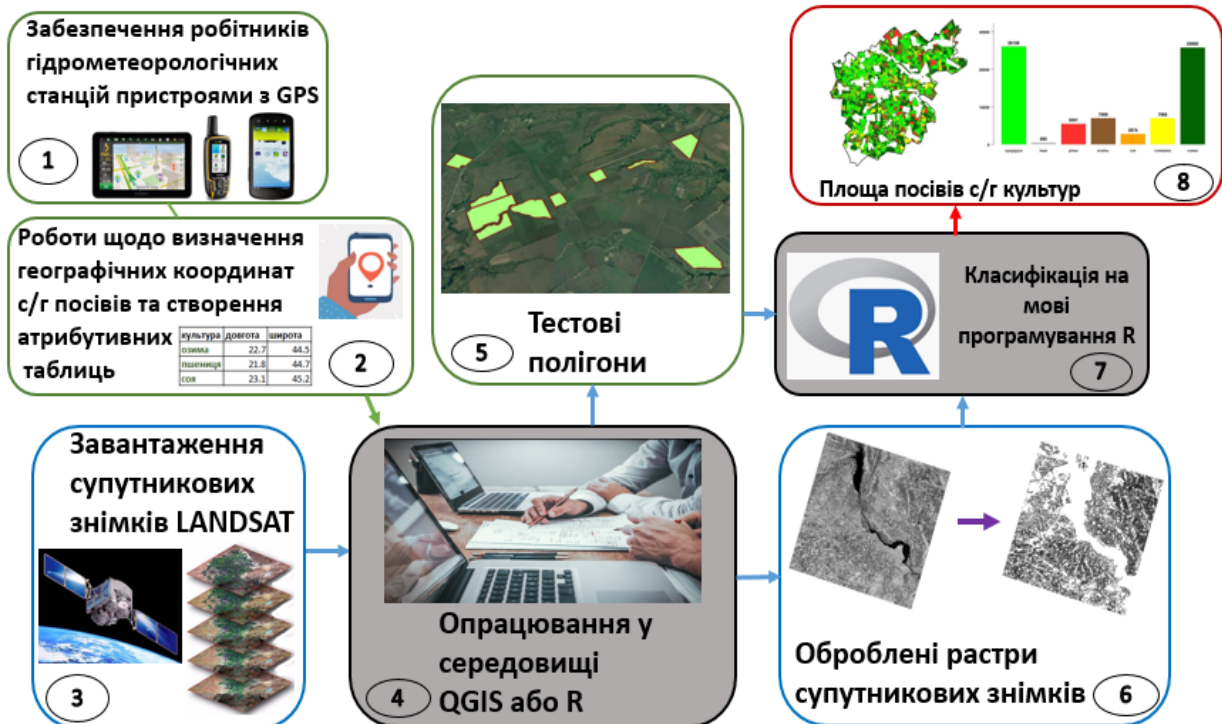 Забезпечення робітників
гідрометеорологічних
станцій пристроями з GPS
1
Роботи щодо визначення
географічних координат
с/г посівів та створення
атрибутивних
таблиць
культура довгота широта
озима 22.7 44.5
пшениця 21.8 44.7
соя 23.1 45.2
2
Завантаження
супутникових
знімків LANDSAT
3
Опрацювання у
середовищі
QGIS або R
4
Тестові
полігони
5
Оброблені растри
супутникових знімків
6
R
Класифікація на
мові
програмування R
7
Площа посівів с/г культур
8